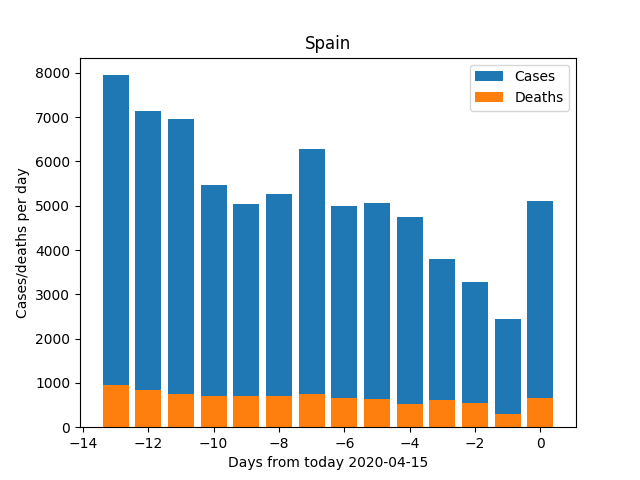 Spain
Cases
Deaths
Cases/deaths per day
8000
7000
6000
5000
4000
3000
2000
1000
0
−14 −12 −10 −8 −6 −4 −2 0
Days from today 2020-04-15